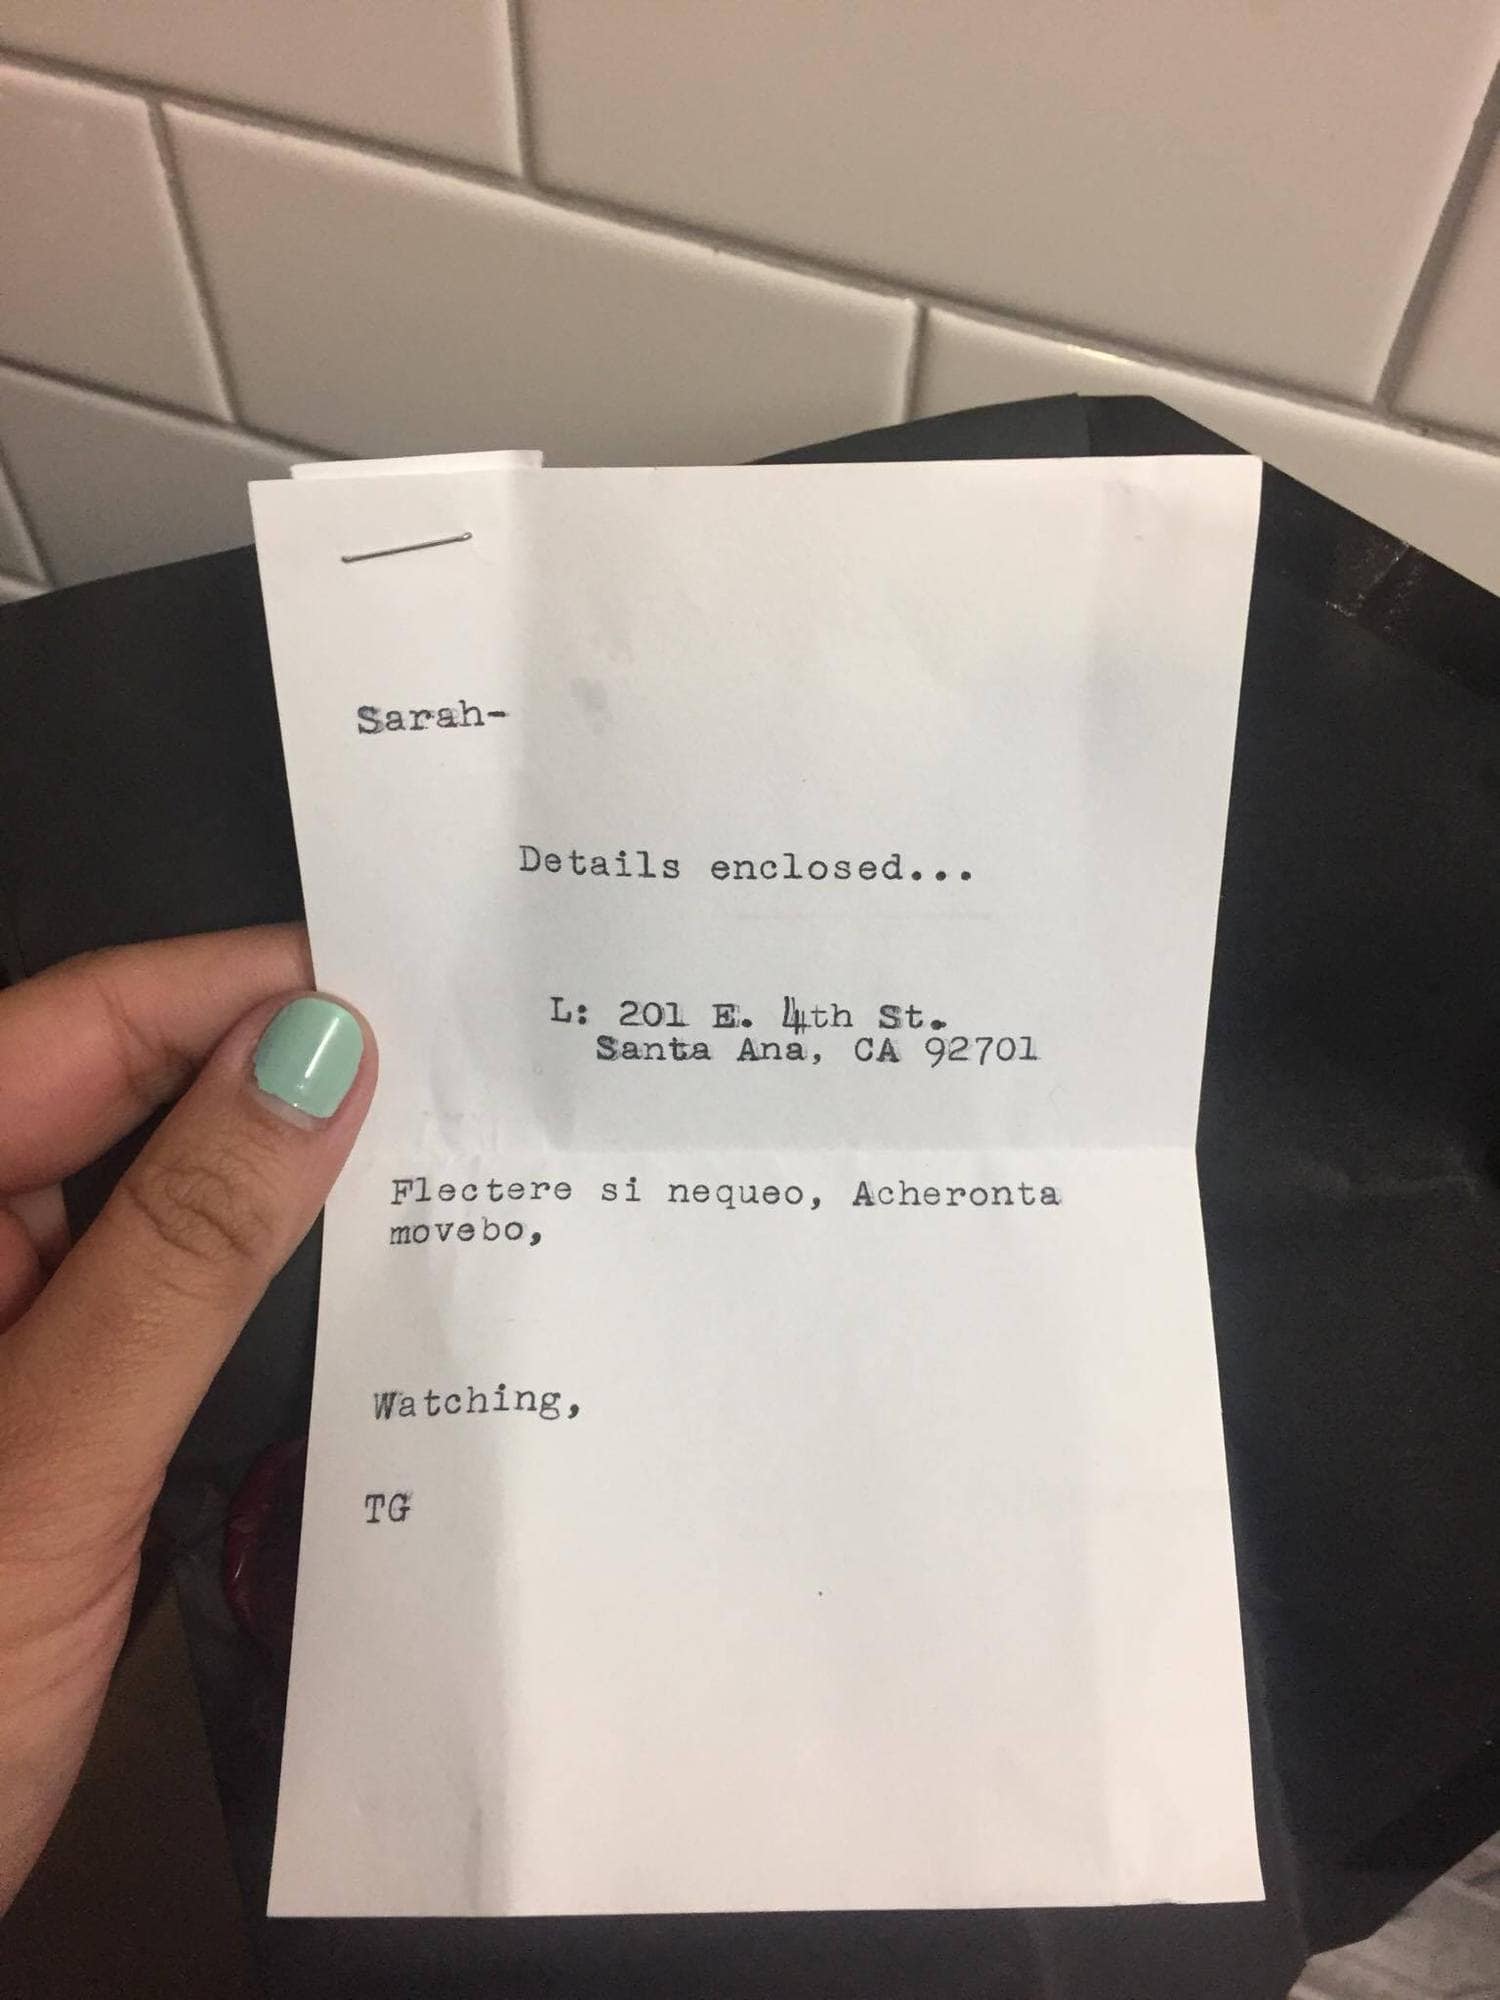 Sarah-
Details enclosed...
L: 201 E. 4th St.
Santa Ana, CA 92701
Flectere si nequeo, Acheronta
movebo,
Watching,
TG